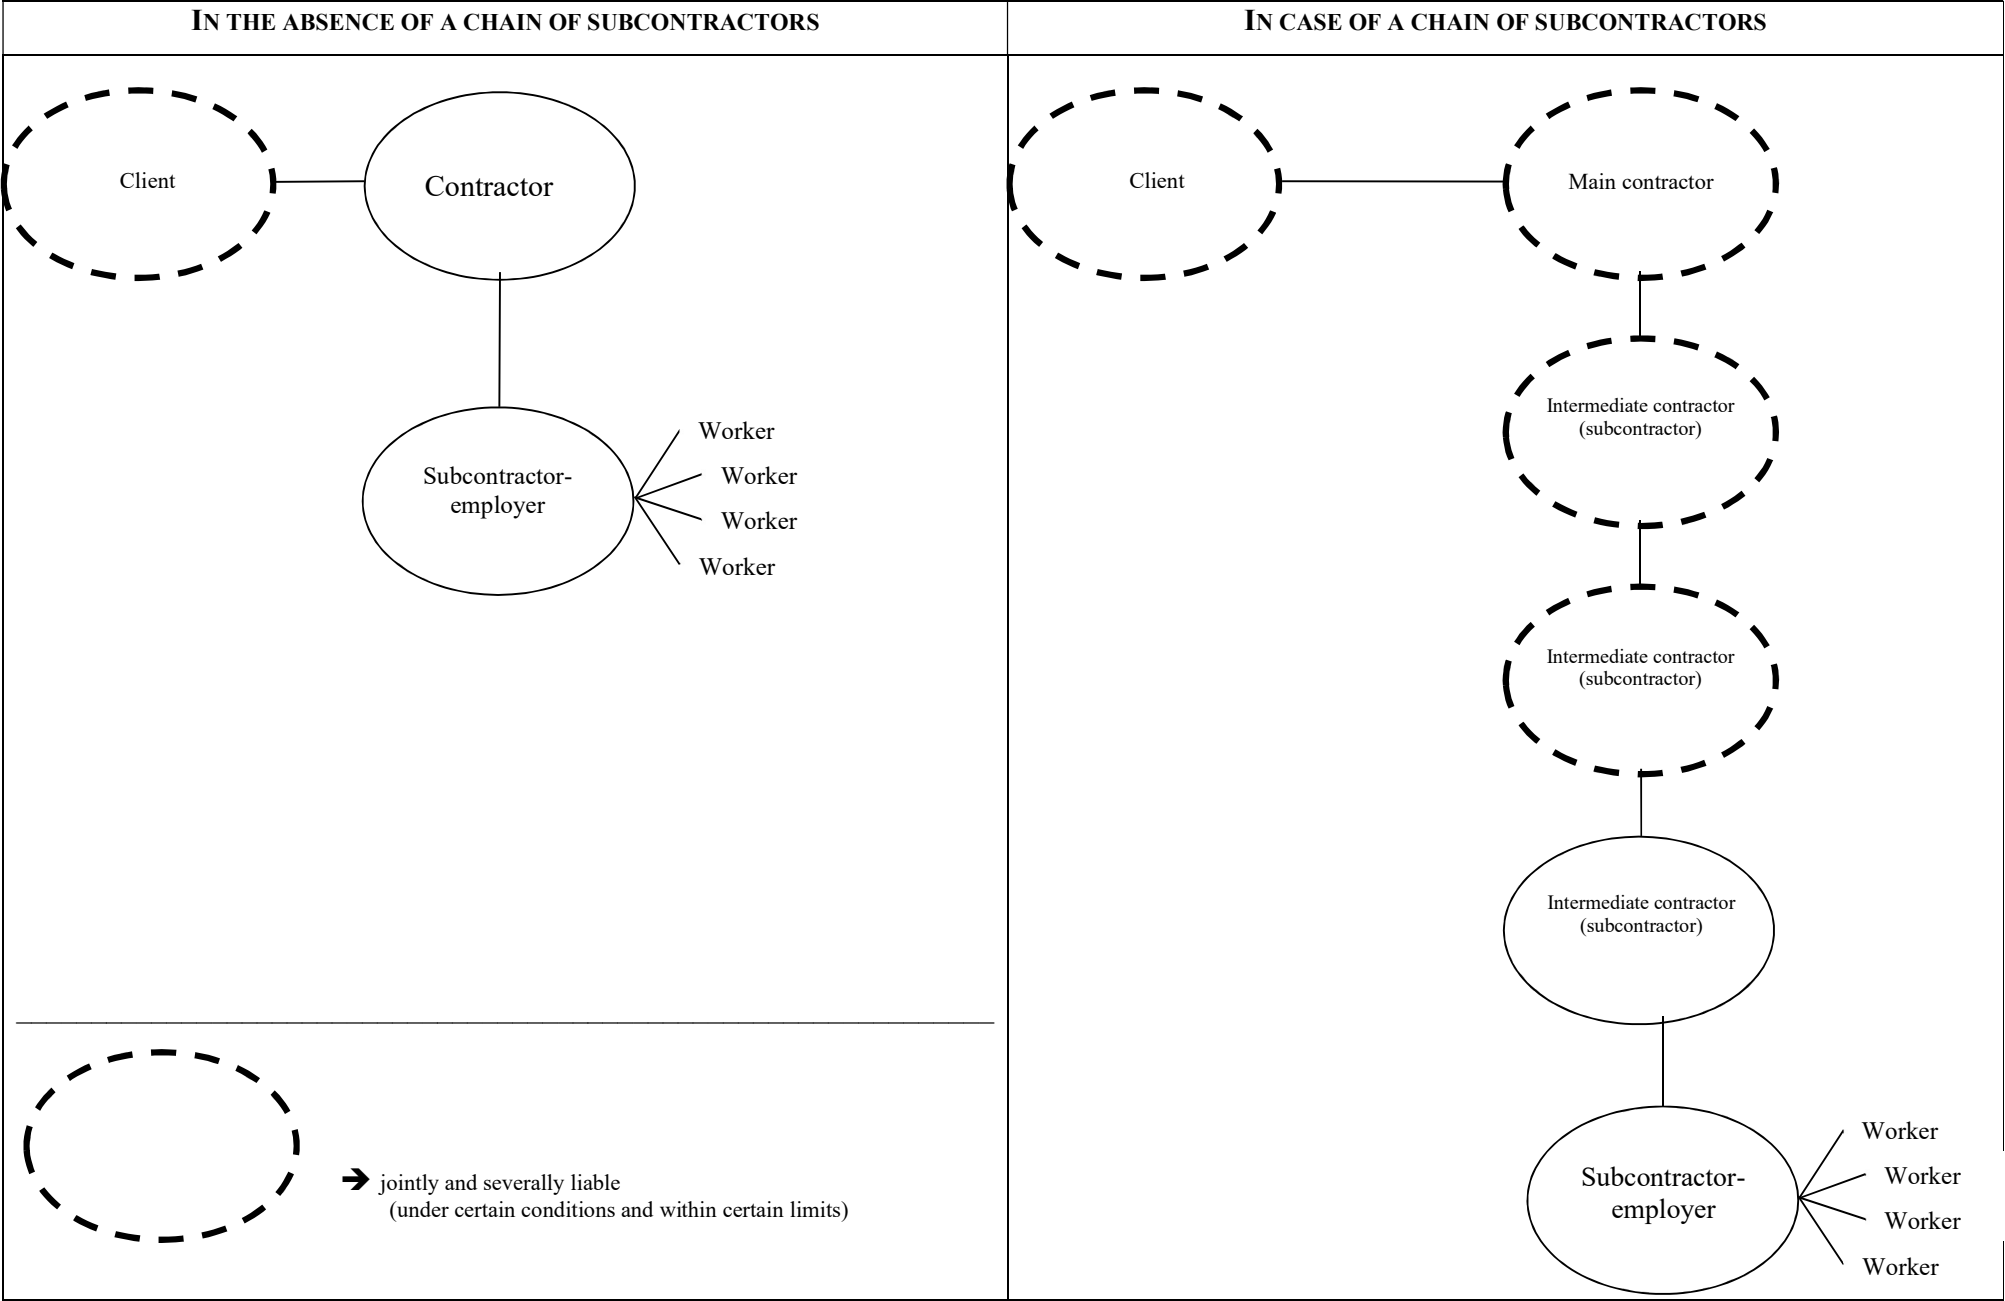 IN THE ABSENCE OF A CHAIN OF SUBCONTRACTORS
Client
Contractor
Subcontractor-
employer
Worker
Worker
Worker
Worker
➔ jointly and severally liable
(under certain conditions and within certain limits)
IN CASE OF A CHAIN OF SUBCONTRACTORS
Client
Main contractor
Intermediate contractor
(subcontractor)
Intermediate contractor
(subcontractor)
Intermediate contractor
(subcontractor)
Subcontractor-
employer
Worker
Worker
Worker
Worker